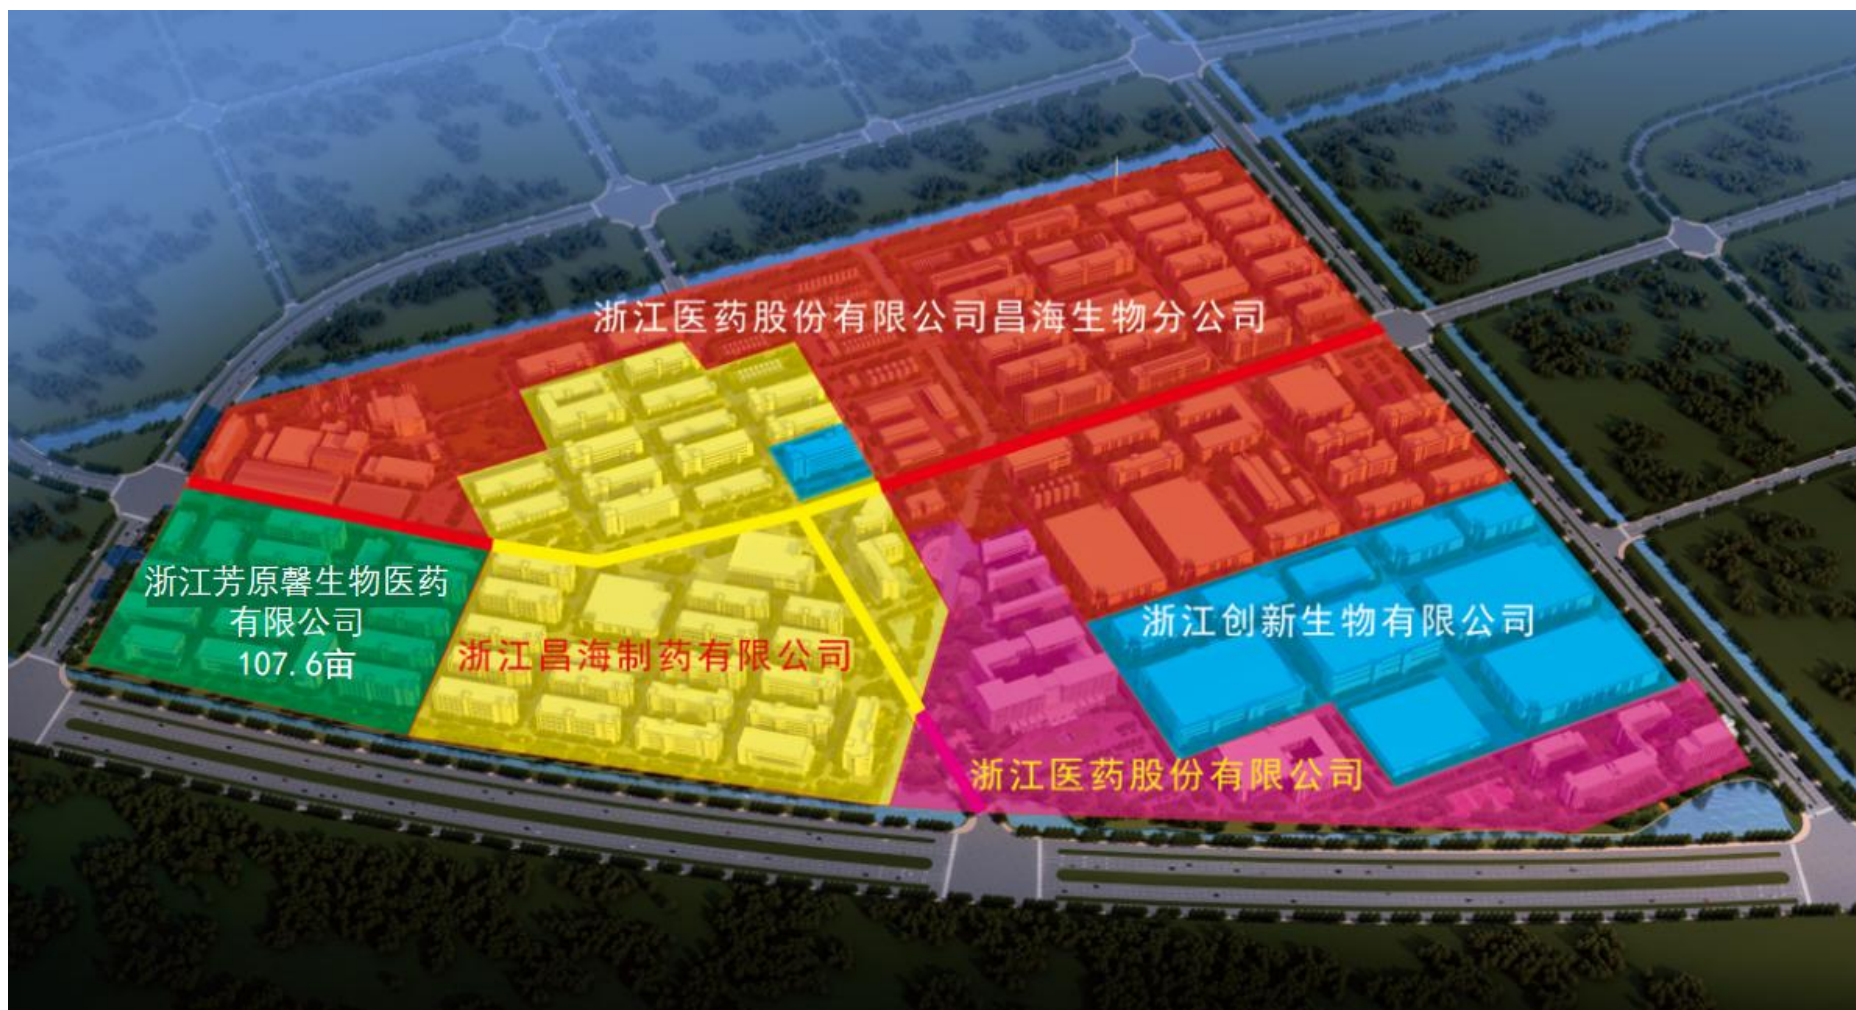 浙江医药股份有限公司昌海生物分公司
浙江芳原馨生物医药
有限公司
107.6亩
浙江昌海制药有限公司
浙江创新生物有限公司
浙江医药股份有限公司